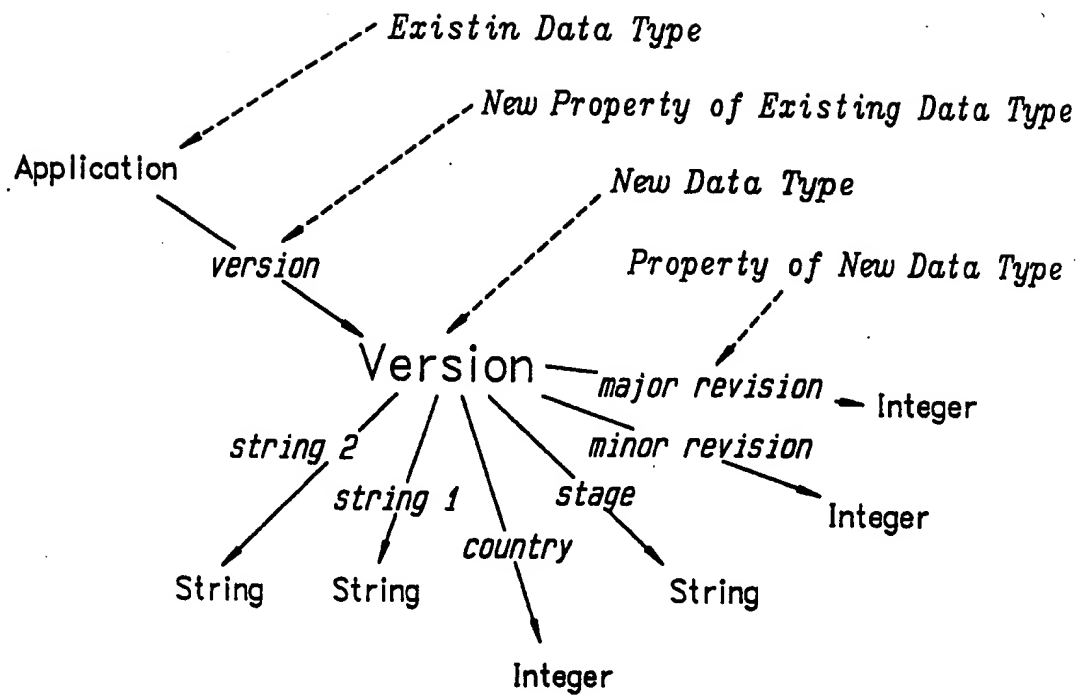 Existin Data Type
New Property of Existing Data Type
Application
New Data Type
version
Property of New Data Type
Version
major revision
Integer
string 2
minor revision
string 1
stage
Integer
country
String
String
String
Integer